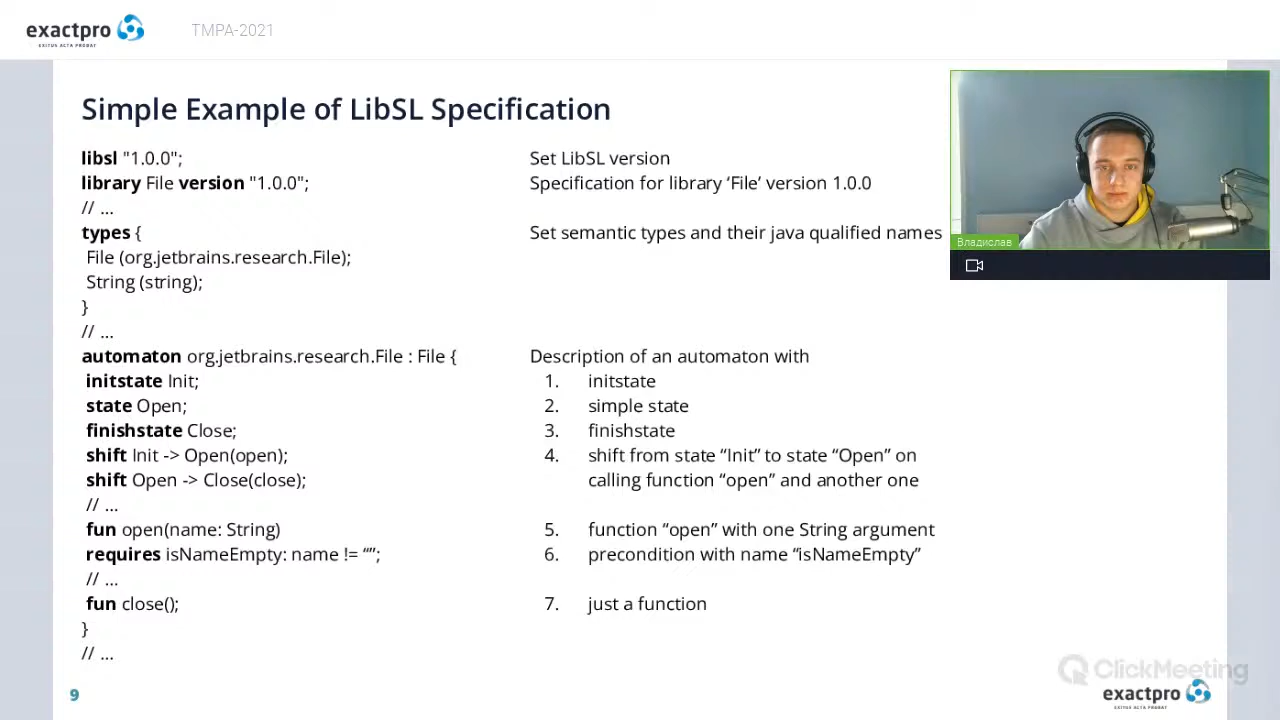 exactpro
EXITUS ACTA PROBAT
TMPA-2021
Simple Example of LibSL Specification
libsl "1.0.0"; Set LibSL version
library File version "1.0.0"; Specification for library ‘File’ version 1.0.0
// ...
types { Set semantic types and their java qualified names
File (org.jetbrains.research.File);
String (string);
}
// ...
automaton org.jetbrains.research.File : File { Description of an automaton with
initstate Init; 1. initstate
state Open; 2. simple state
finishstate Close; 3. finishstate
shift Init -> Open(open); 4. shift from state “Init” to state “Open” on
shift Open -> Close(close); calling function “open” and another one
// ...
fun open(name: String) 5. function “open” with one String argument
requires isNameEmpty: name != “”; 6. precondition with name “isNameEmpty”
// ...
fun close(); 7. just a function
}
// ...
Владислав
9
ClickMeeting
exactpro
EXITUS ACTA PROBAT